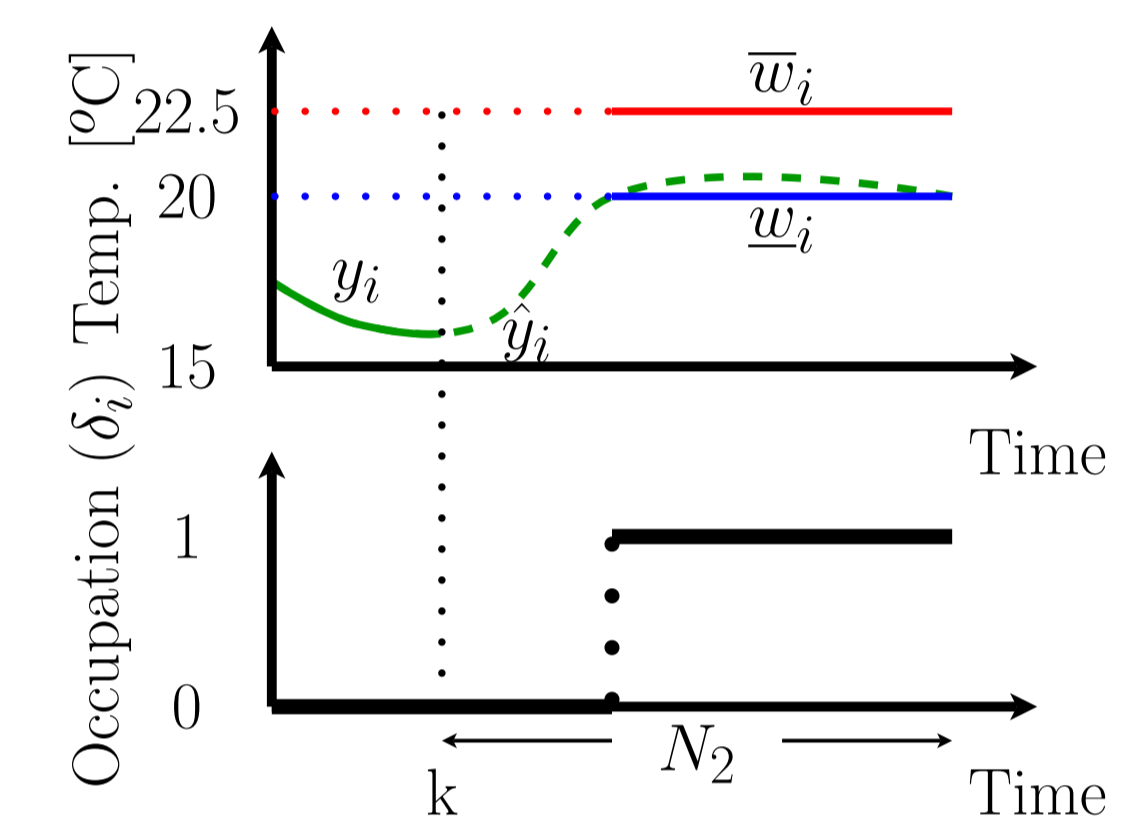 Occupation (δᵢ) Temp. [ᵒC]
22.5
20
15
w̅ᵢ
w̲ᵢ
yᵢ
ŷᵢ
Time
1
0
N₂
k
Time